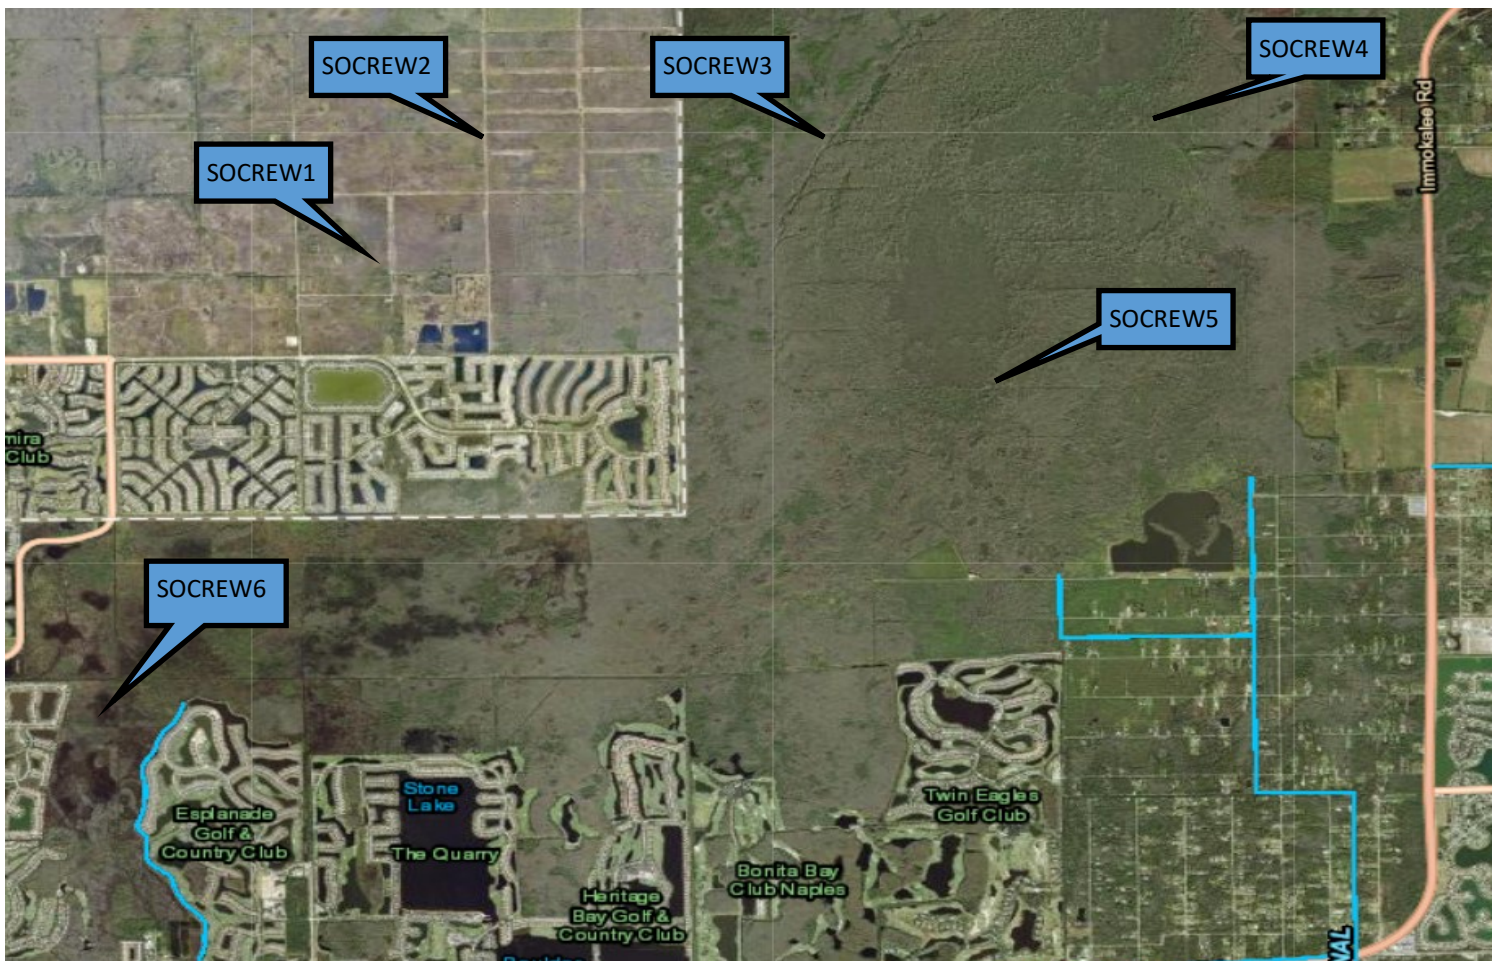 SOCREW2
SOCREW3
SOCREW4
SOCREW1
Immokalee Rd
SOCREW5
mira
Club
SOCREW6
Stone
Lake
Esplanade
Golf &
Country Club
The Quarry
Twin Eagles
Golf Club
Bonita Bay
Club Naples
Heritage
Bay Golf &
Country Club
NAL